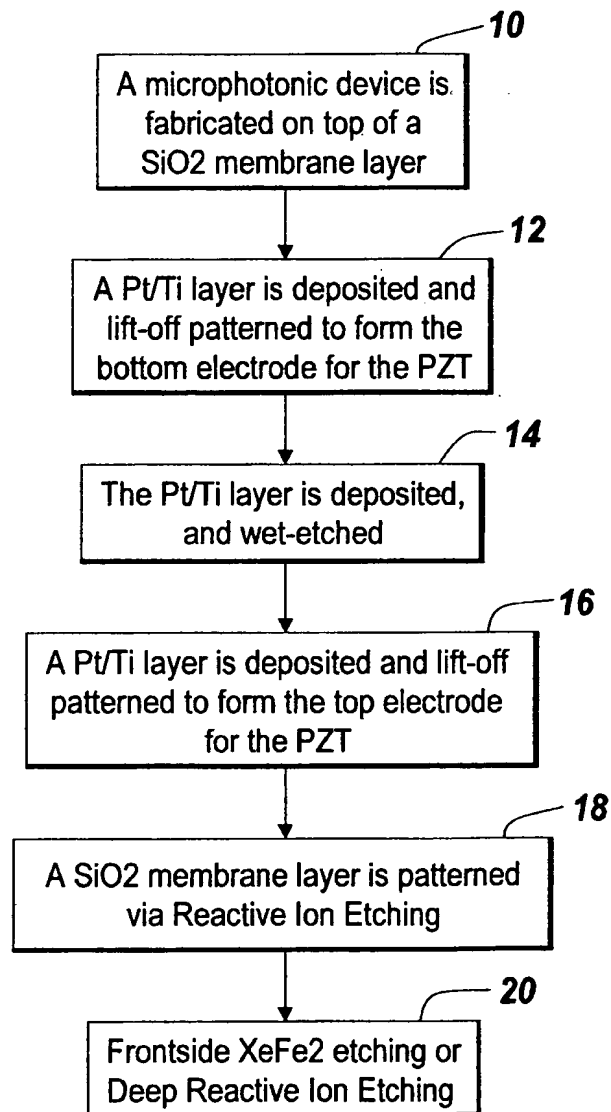 10
A microphotonic device is
fabricated on top of a
SiO2 membrane layer
12
A Pt/Ti layer is deposited and
lift-off patterned to form the
bottom electrode for the PZT
14
The Pt/Ti layer is deposited,
and wet-etched
16
A Pt/Ti layer is deposited and lift-off
patterned to form the top electrode
for the PZT
18
A SiO2 membrane layer is patterned
via Reactive Ion Etching
20
Frontside XeFe2 etching or
Deep Reactive Ion Etching